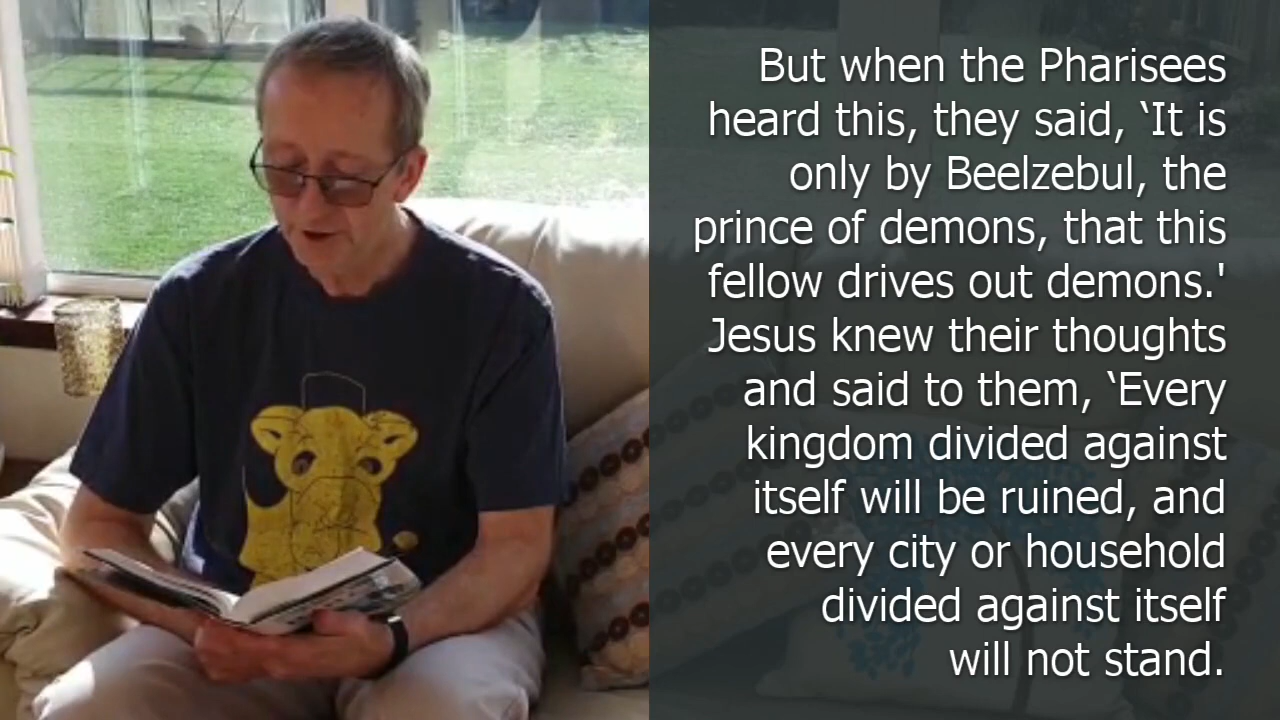 But when the Pharisees
heard this, they said, ‘It is
only by Beelzebul, the
prince of demons, that this
fellow drives out demons.'
Jesus knew their thoughts
and said to them, ‘Every
kingdom divided against
itself will be ruined, and
every city or household
divided against itself
will not stand.